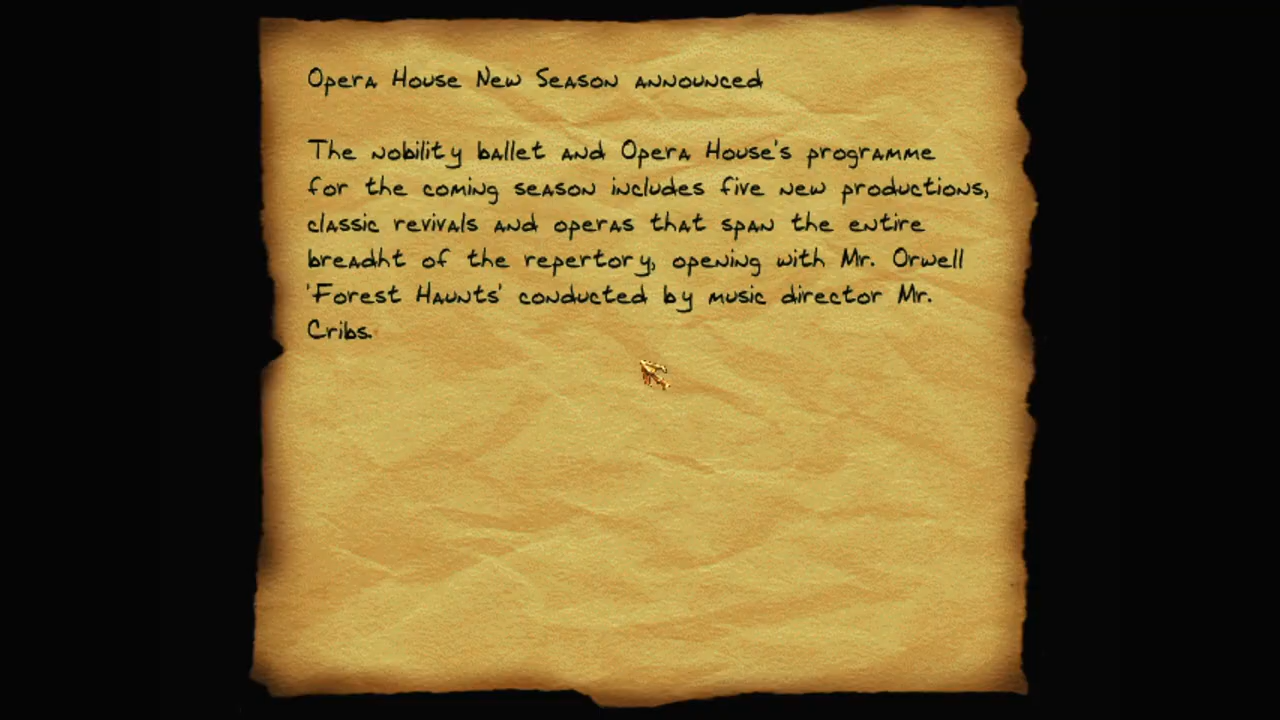 Opera House New Season announced
The nobility ballet and Opera House's programme
for the coming season includes five new productions,
classic revivals and operas that span the entire
breadht of the repertory, opening with Mr. Orwell
'Forest Haunts' conducted by music director Mr.
Cribs.